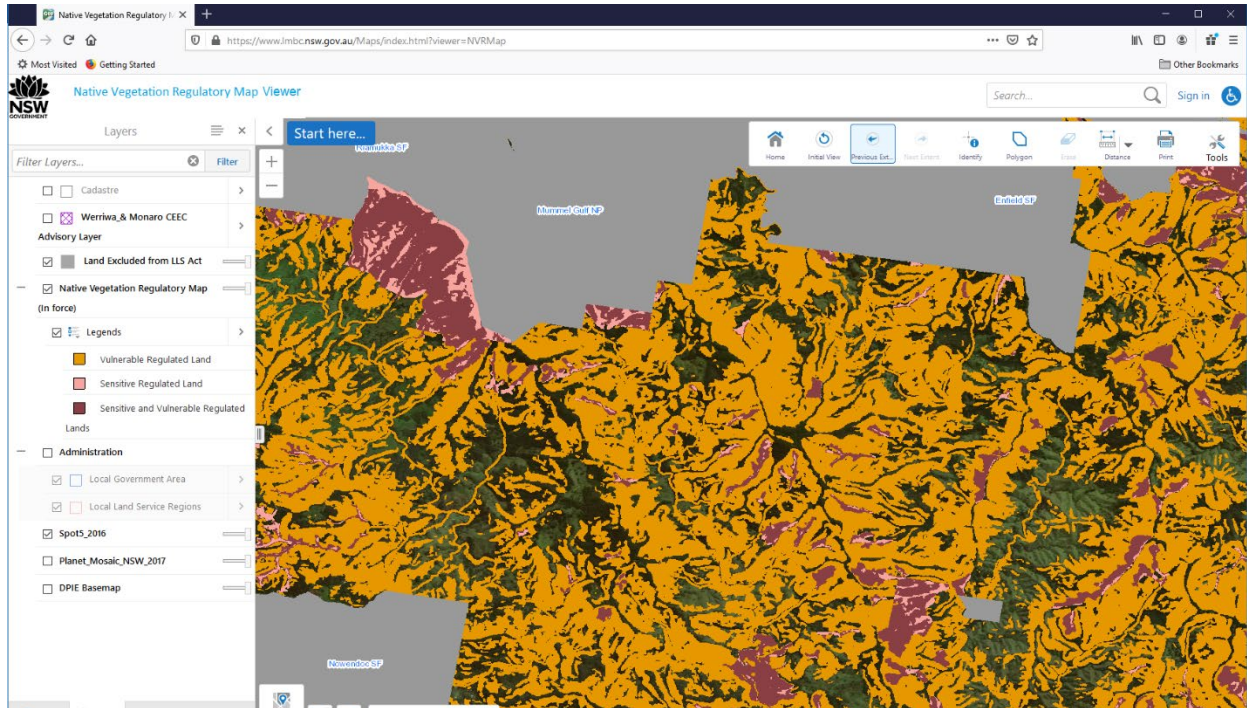 Native Vegetation Regulatory M
https://www.lmbc.nsw.gov.au/Maps/index.html?viewer=NVRMap
Most Visited Getting Started Other Bookmarks
NSW
GOVERNMENT
Native Vegetation Regulatory Map Viewer
Search...
Sign in
Layers
Start here...
Filter Layers...
Filter
Home
Initial View
Previous Ext...
Next Extent
Identify
Polygon
Erase
Distance
Print
Tools
Cadastre
Werriwa_& Monaro CEEC
Advisory Layer
Land Excluded from LLS Act
Native Vegetation Regulatory Map
(In force)
Legends
Vulnerable Regulated Land
Sensitive Regulated Land
Sensitive and Vulnerable Regulated
Lands
Administration
Local Government Area
Local Land Service Regions
Spot5_2016
Planet_Mosaic_NSW_2017
DPIE Basemap
Riamukka SF
Mummel Gulf NP
Enfield SF
Nowendoc SF